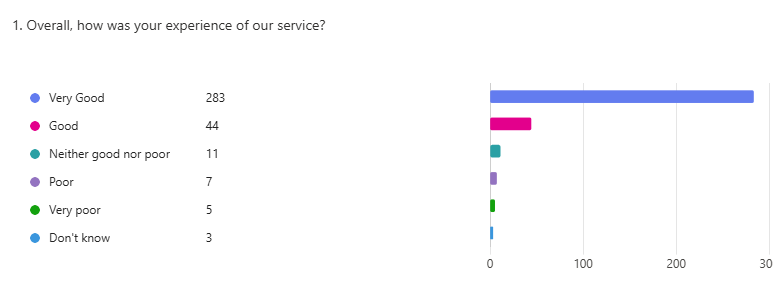 1. Overall, how was your experience of our service?
Very Good 283
Good 44
Neither good nor poor 11
Poor 7
Very poor 5
Don't know 3
0 100 200 30